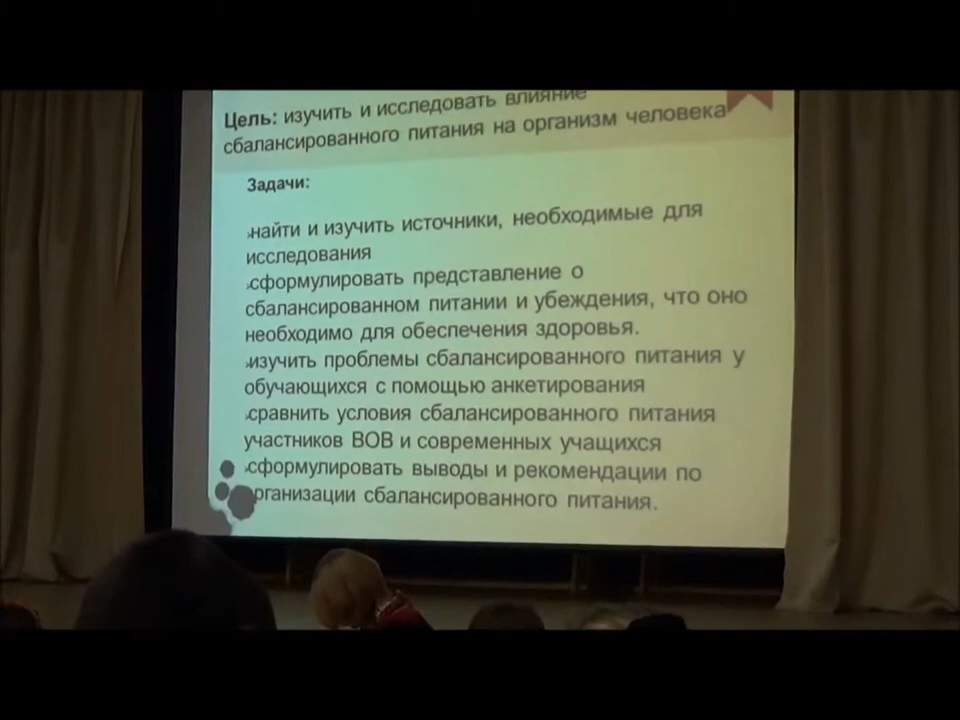 Цель: изучить и исследовать влияние
сбалансированного питания на организм человека
Задачи:
найти и изучить источники, необходимые для
исследования
сформулировать представление о
сбалансированном питании и убеждения, что оно
необходимо для обеспечения здоровья.
изучить проблемы сбалансированного питания у
обучающихся с помощью анкетирования
сравнить условия сбалансированного питания
участников ВОВ и современных учащихся
сформулировать выводы и рекомендации по
организации сбалансированного питания.